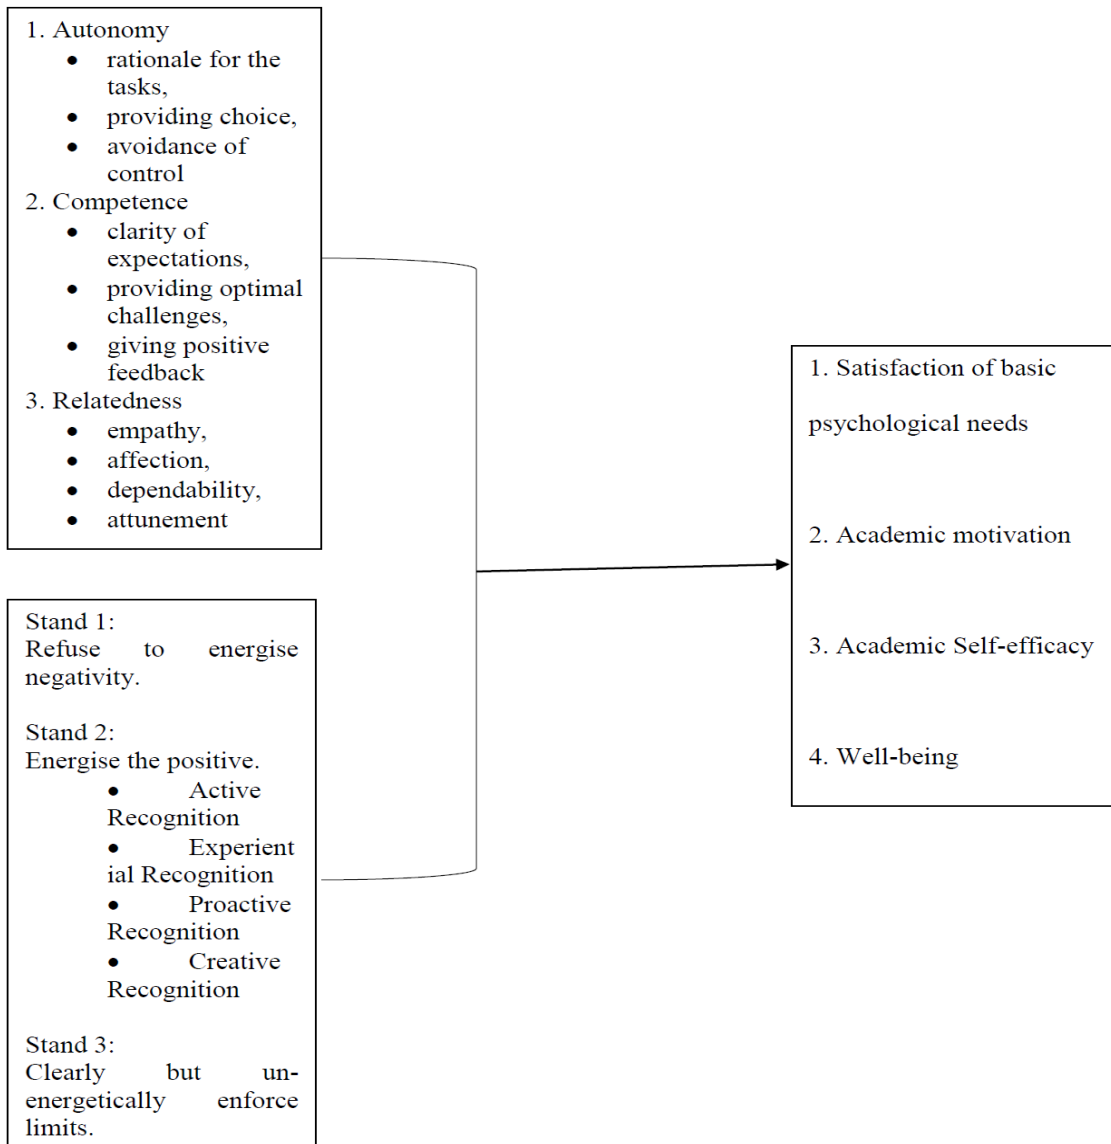 1. Autonomy
• rationale for the
tasks,
• providing choice,
• avoidance of
control
2. Competence
• clarity of
expectations,
• providing optimal
challenges,
• giving positive
feedback
3. Relatedness
• empathy,
• affection,
• dependability,
• attunement
Stand 1:
Refuse to energise
negativity.
Stand 2:
Energise the positive.
• Active
Recognition
• Experient
ial Recognition
• Proactive
Recognition
• Creative
Recognition
Stand 3:
Clearly but un-
energetically enforce
limits.
1. Satisfaction of basic
psychological needs
2. Academic motivation
3. Academic Self-efficacy
4. Well-being